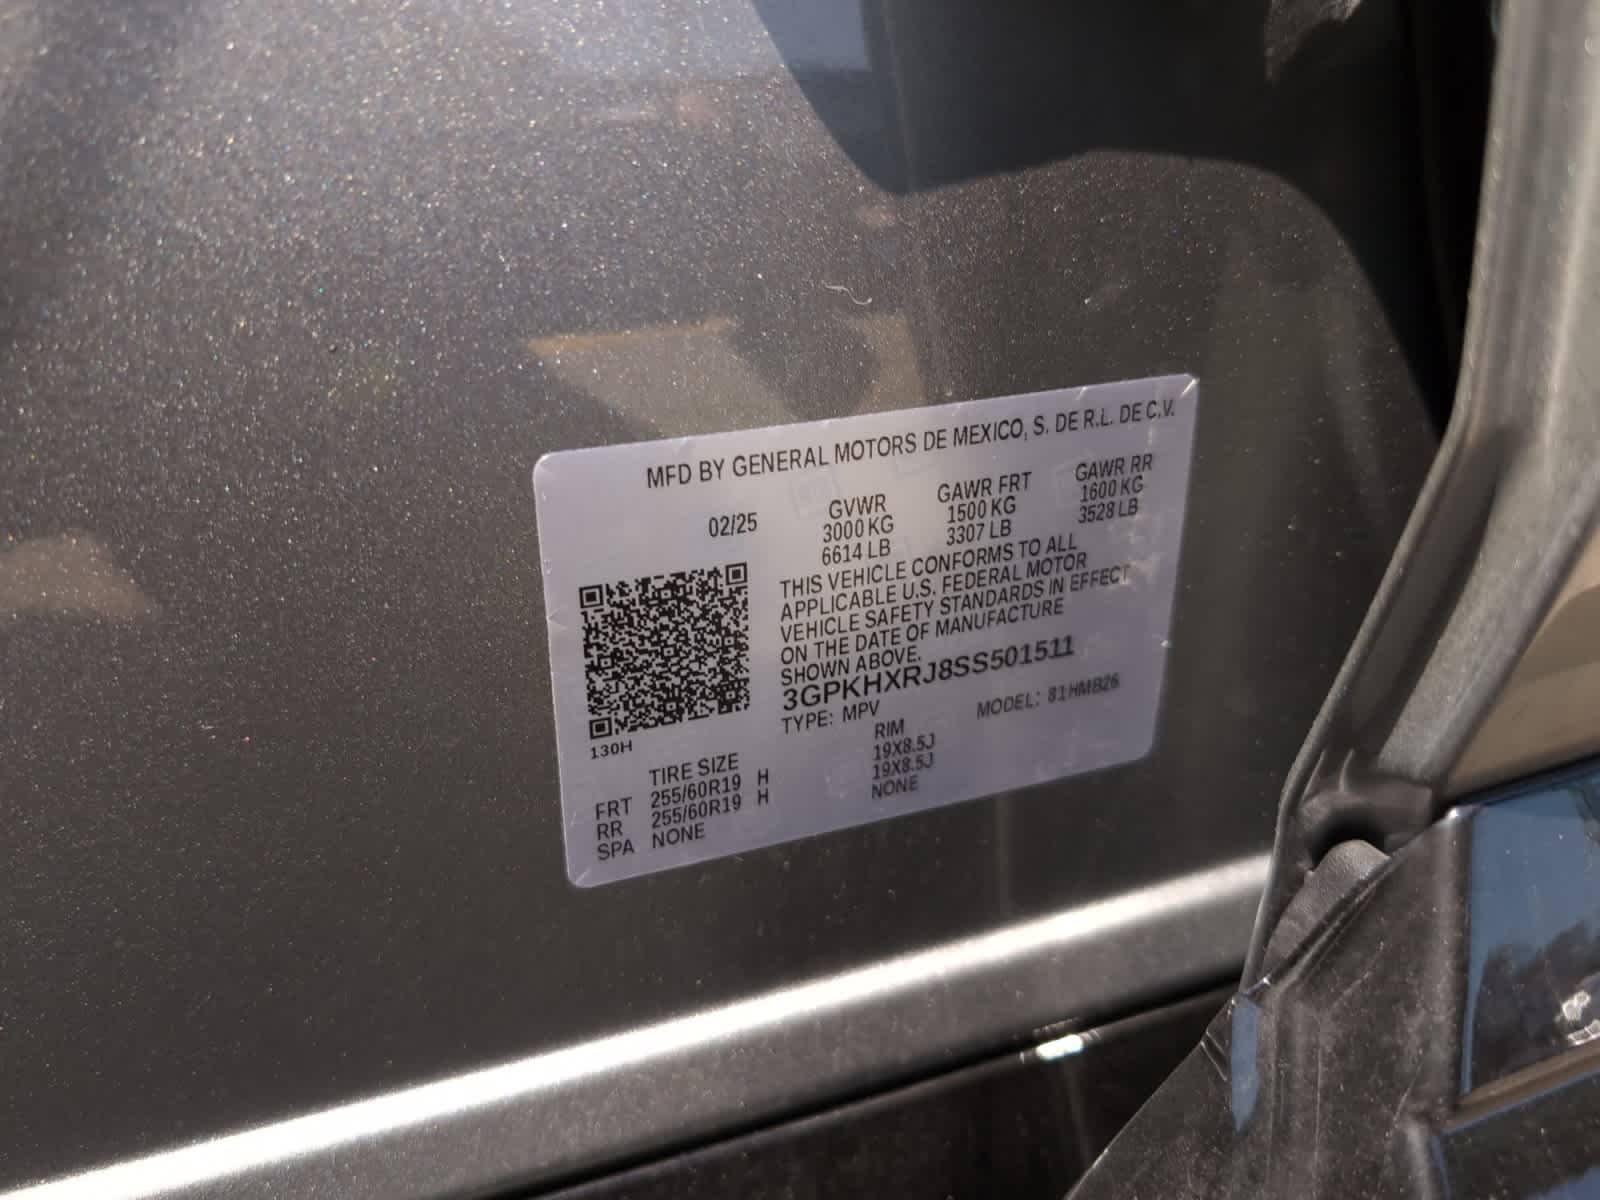 MFD BY GENERAL MOTORS DE MEXICO, S. DE R.L. DE C.V.
02/25 GVWR GAWR FRT GAWR RR
3000 KG 1500 KG 1600 KG
6614 LB 3307 LB 3528 LB
THIS VEHICLE CONFORMS TO ALL
APPLICABLE U.S. FEDERAL MOTOR
VEHICLE SAFETY STANDARDS IN EFFECT
ON THE DATE OF MANUFACTURE
SHOWN ABOVE.
3GPKHXRJ8SS501511
TYPE: MPV MODEL: 81HMB26
130H
TIRE SIZE RIM
FRT 255/60R19 H 19X8.5J
RR 255/60R19 H 19X8.5J
SPA NONE NONE